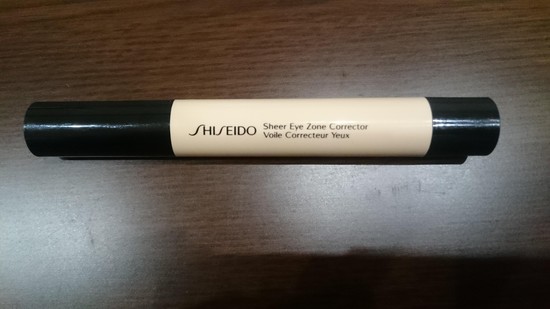 SHISEIDO
Sheer Eye Zone Corrector
Voile Correcteur Yeux